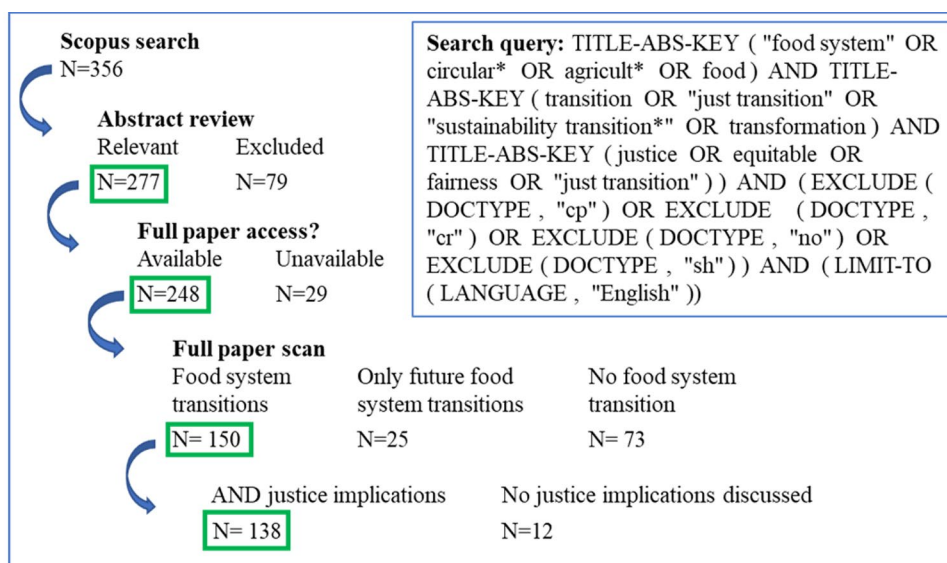 Scopus search
N=356
Abstract review
Relevant Excluded
N=277 N=79
Full paper access?
Available Unavailable
N=248 N=29
Full paper scan
Food system Only future food No food system
transitions system transitions transition
N= 150 N=25 N= 73
AND justice implications No justice implications discussed
N= 138 N=12
Search query: TITLE-ABS-KEY ( "food system" OR
circular* OR agricult* OR food ) AND TITLE-
ABS-KEY ( transition OR "just transition" OR
"sustainability transition*" OR transformation ) AND
TITLE-ABS-KEY ( justice OR equitable OR
fairness OR "just transition" ) ) AND ( EXCLUDE (
DOCTYPE , "cp" ) OR EXCLUDE ( DOCTYPE ,
"cr" ) OR EXCLUDE ( DOCTYPE , "no" ) OR
EXCLUDE ( DOCTYPE , "sh" ) ) AND ( LIMIT-TO
( LANGUAGE , "English" ))